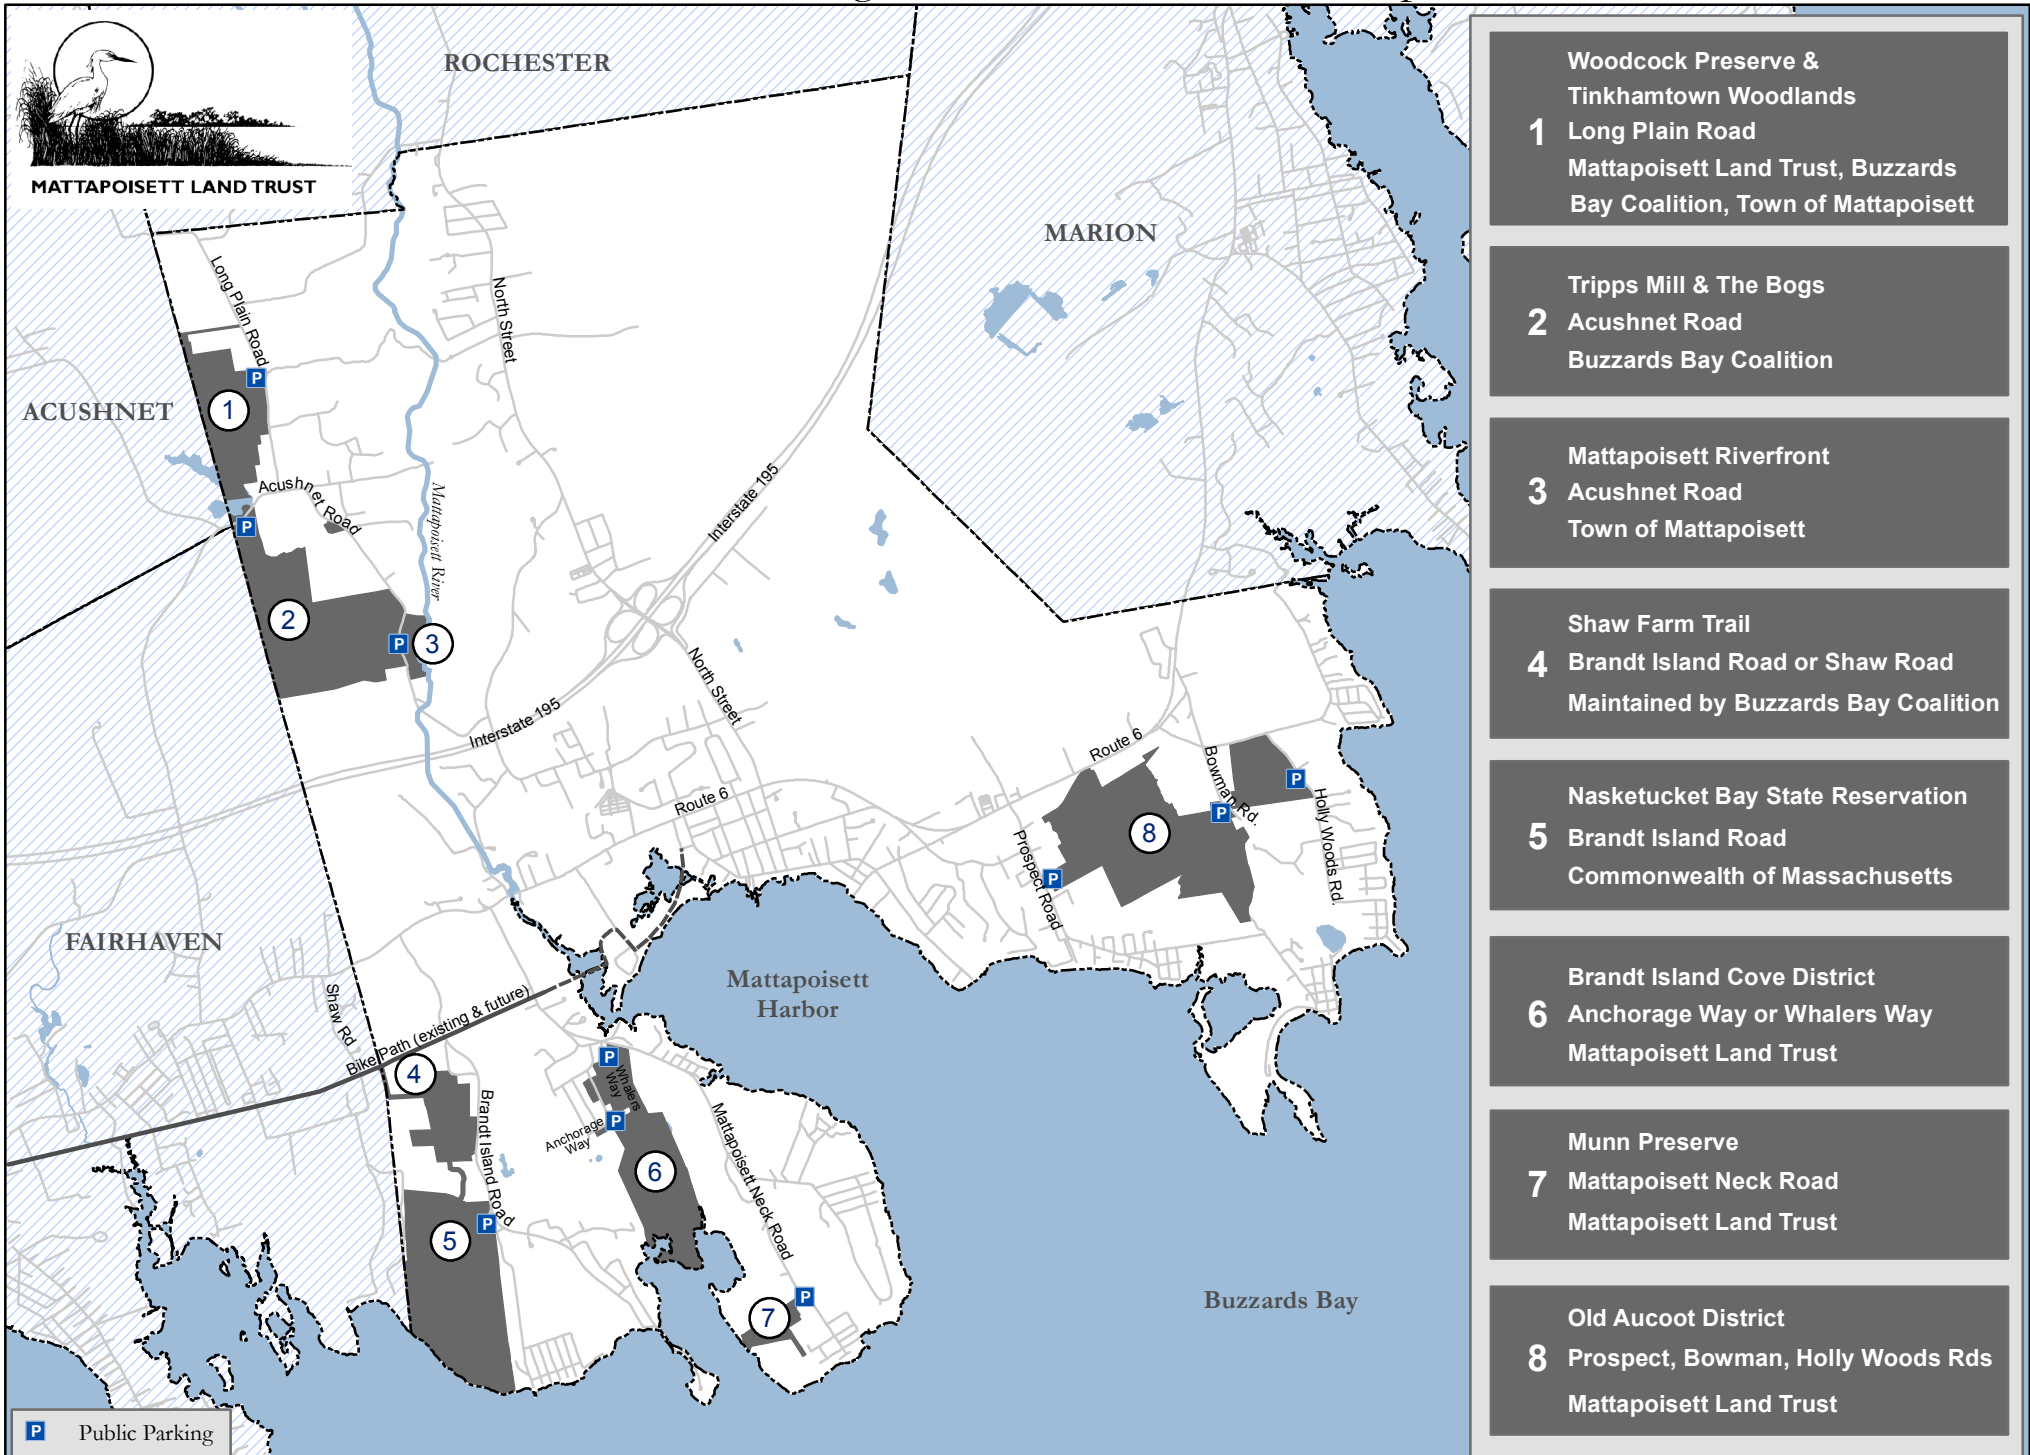 MATTAPOISETT LAND TRUST
ROCHESTER
MARION
ACUSHNET
FAIRHAVEN
Long Plain Road
North Street
Acushnet Road
Mattapoisett River
Interstate 195
North Street
Interstate 195
Route 6
Route 6
Bowman Rd.
Holly Woods Rd.
Prospect Road
Mattapoisett
Harbor
Shaw Rd
Bike Path (existing & future)
Brandt Island Road
Whalers
Way
Anchorage
Way
Mattapoisett Neck Road
Buzzards Bay
1
2
3
4
5
6
7
8
P
P
P
P
P
P
P
P
P
P
P Public Parking
Woodcock Preserve &
Tinkhamtown Woodlands
1 Long Plain Road
Mattapoisett Land Trust, Buzzards
Bay Coalition, Town of Mattapoisett
Tripps Mill & The Bogs
2 Acushnet Road
Buzzards Bay Coalition
Mattapoisett Riverfront
3 Acushnet Road
Town of Mattapoisett
Shaw Farm Trail
4 Brandt Island Road or Shaw Road
Maintained by Buzzards Bay Coalition
Nasketucket Bay State Reservation
5 Brandt Island Road
Commonwealth of Massachusetts
Brandt Island Cove District
6 Anchorage Way or Whalers Way
Mattapoisett Land Trust
Munn Preserve
7 Mattapoisett Neck Road
Mattapoisett Land Trust
Old Aucoot District
8 Prospect, Bowman, Holly Woods Rds
Mattapoisett Land Trust